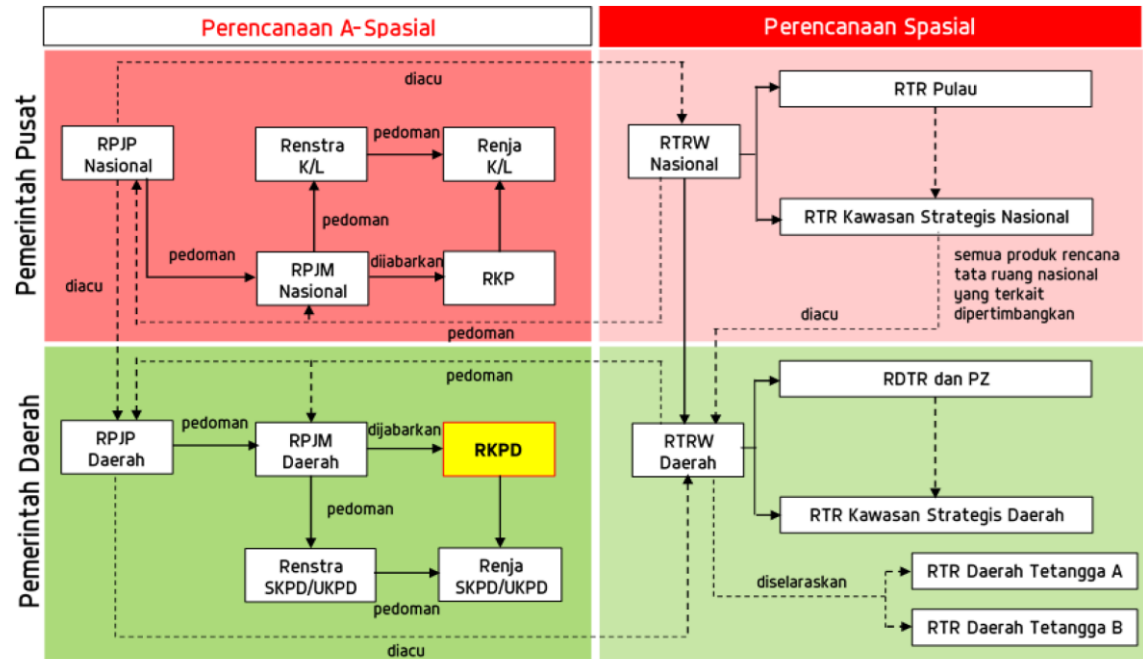 Perencanaan A-Spasial
Perencanaan Spasial
Pemerintah Pusat
diacu
RPJP
Nasional
Renstra
K/L
pedoman
Renja
K/L
pedoman
pedoman
RPJM
Nasional
dijabarkan
RKP
diacu
pedoman
RTRW
Nasional
RTR Pulau
RTR Kawasan Strategis Nasional
semua produk rencana
tata ruang nasional
yang terkait
dipertimbangkan
diacu
Pemerintah Daerah
pedoman
RPJP
Daerah
pedoman
RPJM
Daerah
dijabarkan
RKPD
pedoman
Renstra
SKPD/UKPD
pedoman
Renja
SKPD/UKPD
diacu
RTRW
Daerah
RDTR dan PZ
RTR Kawasan Strategis Daerah
diselaraskan
RTR Daerah Tetangga A
RTR Daerah Tetangga B